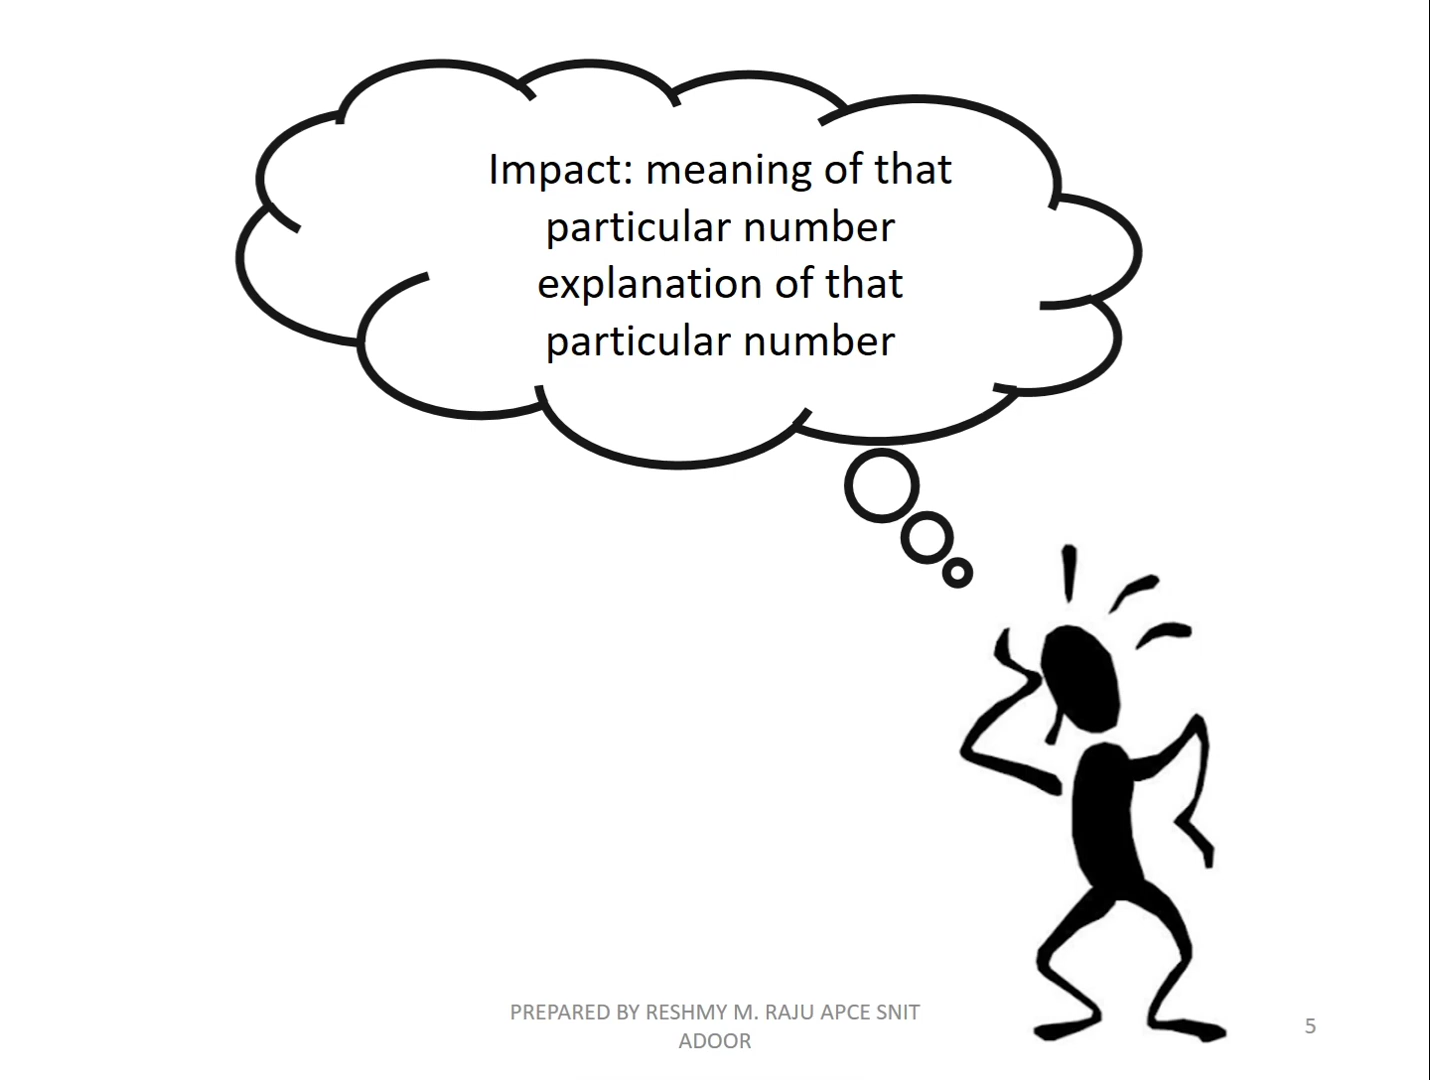 Impact: meaning of that
particular number
explanation of that
particular number
PREPARED BY RESHMY M. RAJU APCE SNIT
ADOOR
5